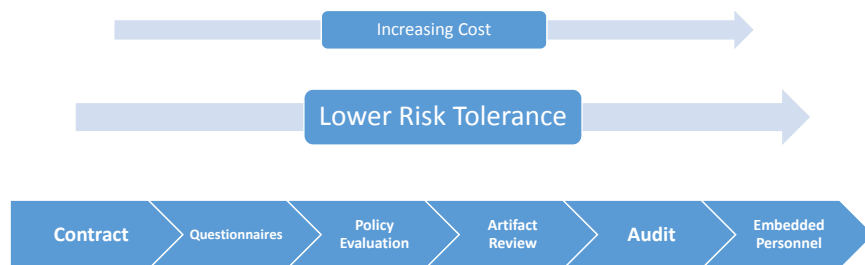 Increasing Cost
Lower Risk Tolerance
Contract
Questionnaires
Policy
Evaluation
Artifact
Review
Audit
Embedded
Personnel